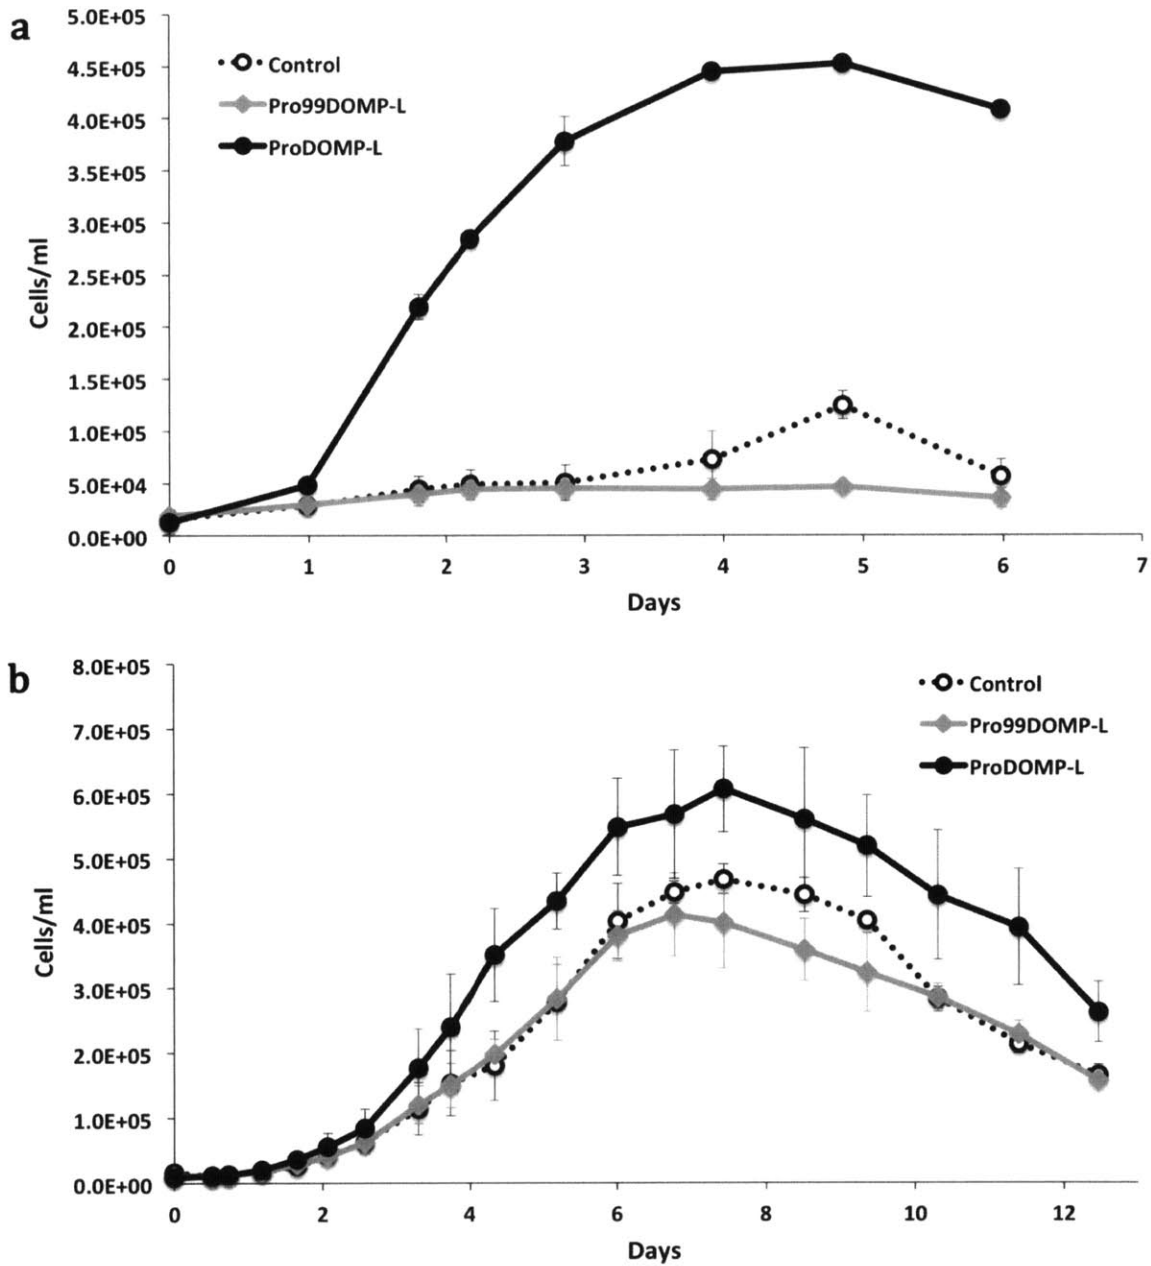 a
5.0E+05
4.5E+05
4.0E+05
3.5E+05
3.0E+05
2.5E+05
2.0E+05
1.5E+05
1.0E+05
5.0E+04
0.0E+00
Cells/ml
Control
Pro99DOMP-L
ProDOMP-L
0 1 2 3 4 5 6 7
Days
b
8.0E+05
7.0E+05
6.0E+05
5.0E+05
4.0E+05
3.0E+05
2.0E+05
1.0E+05
0.0E+00
Cells/ml
Control
Pro99DOMP-L
ProDOMP-L
0 2 4 6 8 10 12
Days